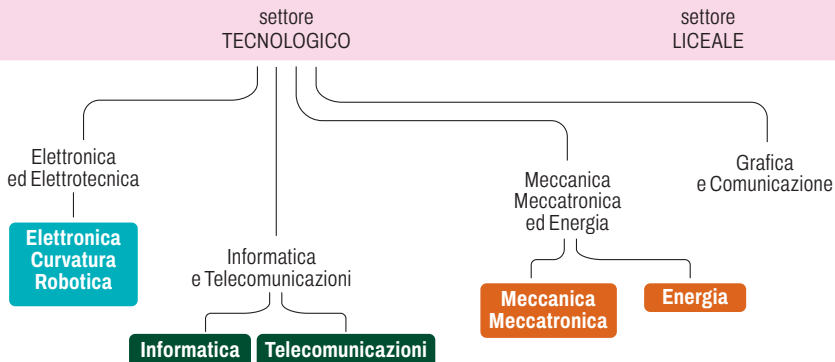 settore
TECNOLOGICO
settore
LICEALE
Elettronica
ed Elettrotecnica
Elettronica
Curvatura
Robotica
Informatica
e Telecomunicazioni
Informatica
Telecomunicazioni
Meccanica
Meccatronica
ed Energia
Meccanica
Meccatronica
Energia
Grafica
e Comunicazione